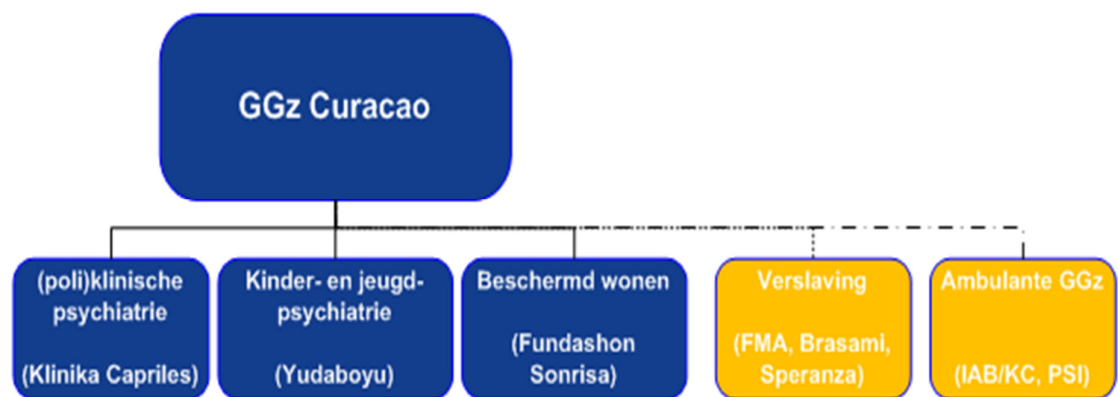 GGz Curacao
(poli)klinische
psychiatrie
(Klinika Capriles)
Kinder- en jeugd-
psychiatrie
(Yudaboyu)
Beschermd wonen
(Fundashon
Sonrisa)
Verslaving
(FMA, Brasami,
Speranza)
Ambulante GGz
(IAB/KC, PSI)